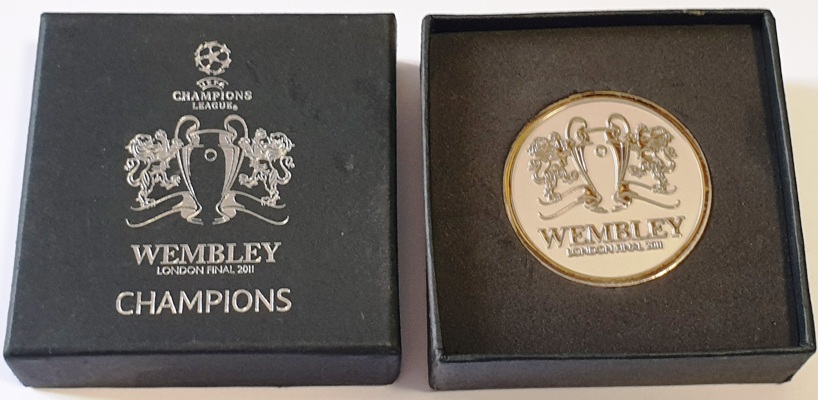 UEFA
CHAMPIONS
LEAGUE®
WEMBLEY
LONDON FINAL 2011
CHAMPIONS
WEMBLEY
LONDON FINAL 2011